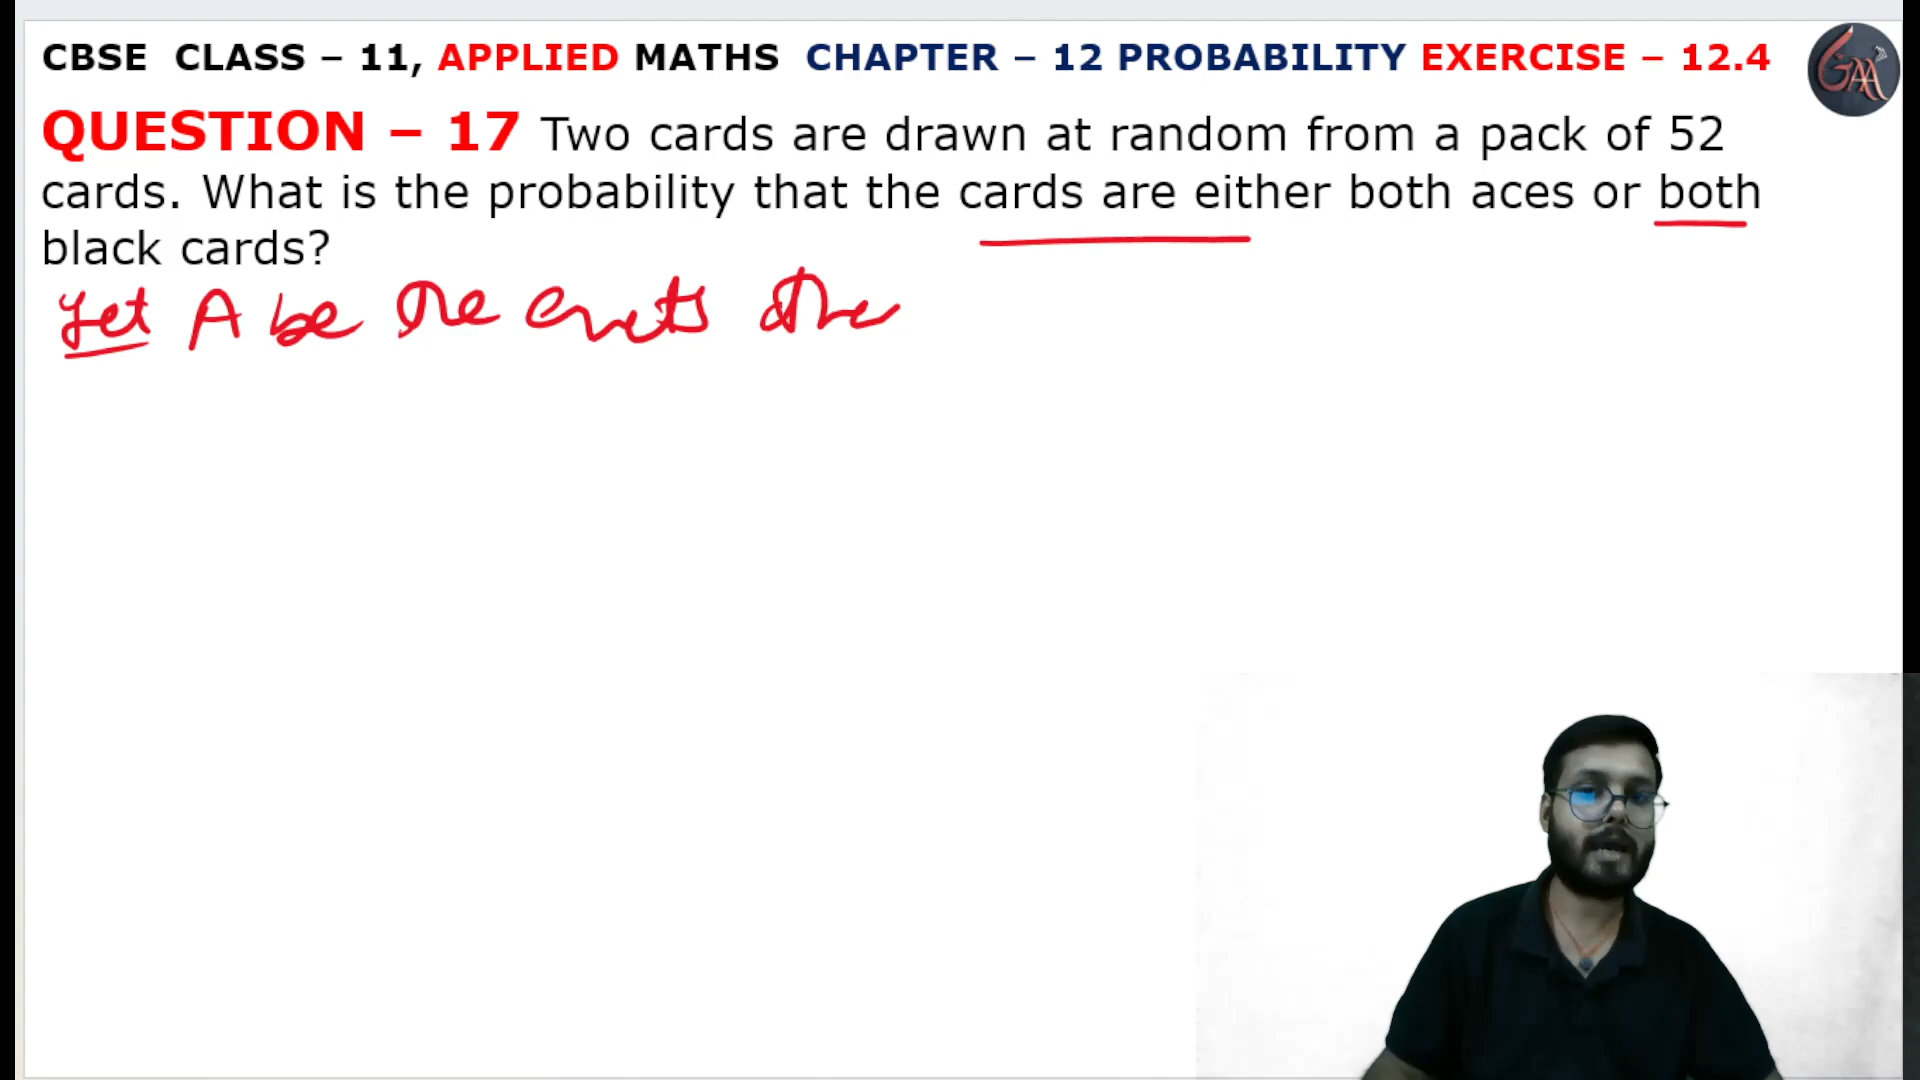 CBSE CLASS – 11, APPLIED MATHS CHAPTER – 12 PROBABILITY EXERCISE – 12.4
QUESTION – 17 Two cards are drawn at random from a pack of 52
cards. What is the probability that the cards are either both aces or both
black cards?
Let A be the events the
GAA